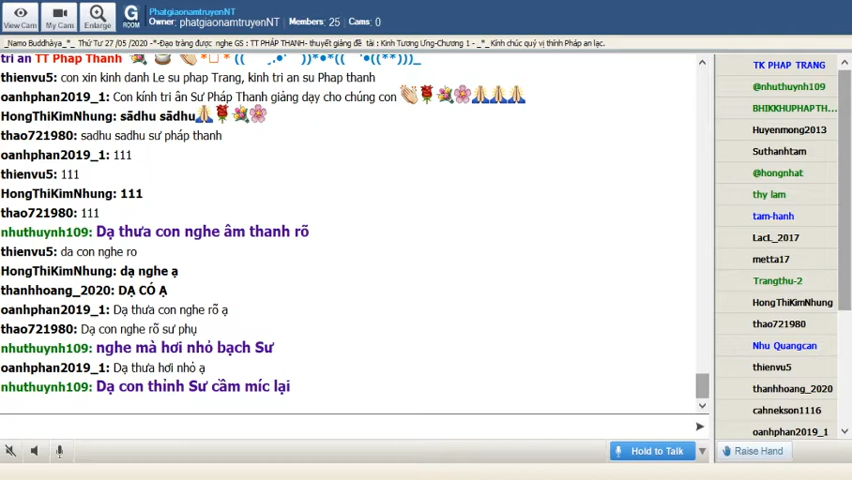 View Cam
My Cam
Enlarge
G
ROOM
PhatgiaonamtruyenNT
Owner: phatgiaonamtruyenNT Members: 25 Cams: 0
_Namo Buddhàya_*_ Thứ Tư 27 /05 /2020 -*-Đạo tràng được nghe GS : TT PHÁP THANH- thuyết giảng đề tài : Kinh Tương Ưng-Chương 1 - _*_ Kính chúc quý vị thính Pháp an lạc.
tri ân TT Pháp Thanh
thienvu5: con xin kinh danh Le su phap Trang, kinh tri an su Phap thanh
oanhphan2019_1: Con kính tri ân Sư Pháp Thanh giảng dạy cho chúng con
HongThiKimNhung: sādhu sādhu
thao721980: sadhu sadhu sư pháp thanh
oanhphan2019_1: 111
thienvu5: 111
HongThiKimNhung: 111
thao721980: 111
nhuthuynh109: Dạ thưa con nghe âm thanh rõ
thienvu5: da con nghe ro
HongThiKimNhung: dạ nghe ạ
thanhhoang_2020: DẠ CÓ Ạ
oanhphan2019_1: Dạ thưa con nghe rõ ạ
thao721980: Dạ con nghe rõ sư phụ
nhuthuynh109: nghe mà hơi nhỏ bạch Sư
oanhphan2019_1: Dạ thưa hơi nhỏ ạ
nhuthuynh109: Dạ con thỉnh Sư cầm míc lại
Hold to Talk
TK PHAP TRANG
@nhuthuynh109
BHIKKHUPHAPTH...
Huyenmong2013
Suthanhtam
@hongnhat
thy lam
tam-hanh
LacL_2017
metta17
Trangthu-2
HongThiKimNhung
thao721980
Nhu Quangcan
thienvu5
thanhhoang_2020
cahnekson1116
oanhphan2019_1
Raise Hand